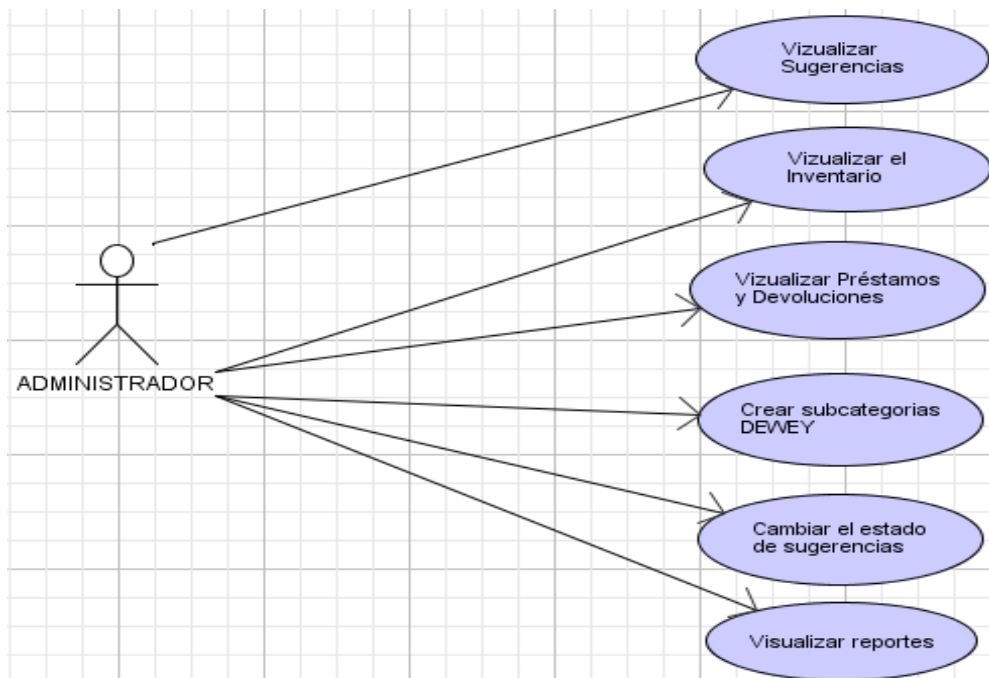 Vizualizar
Sugerencias
Vizualizar el
Inventario
Vizualizar Préstamos
y Devoluciones
ADMINISTRADOR
Crear subcategorias
DEWEY
Cambiar el estado
de sugerencias
Visualizar reportes